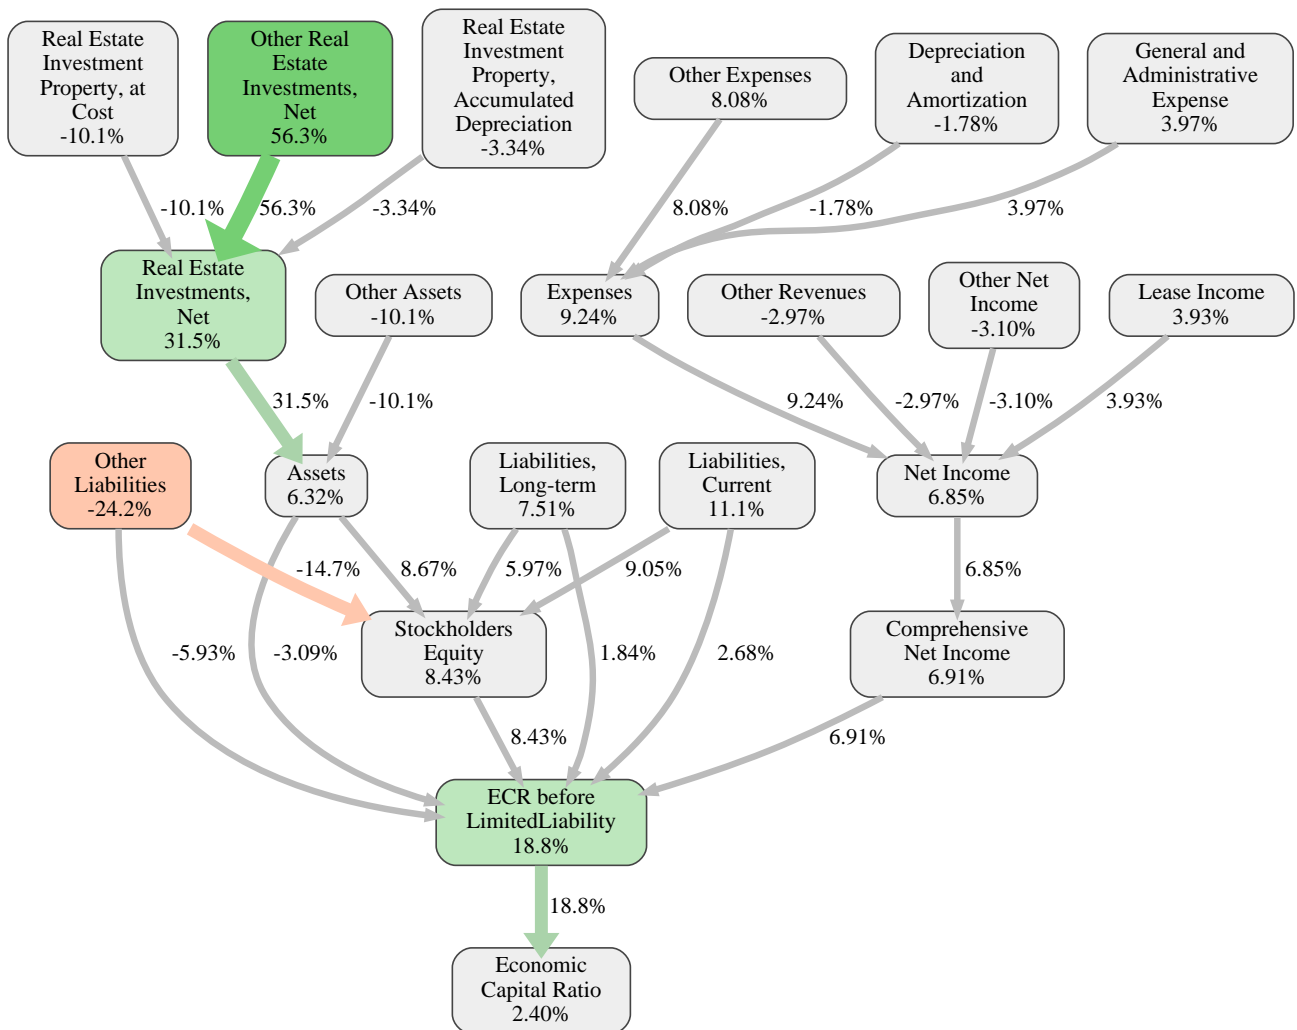 Real Estate
Investment
Property, at
Cost
-10.1%
Other Real
Estate
Investments,
Net
56.3%
Real Estate
Investment
Property,
Accumulated
Depreciation
-3.34%
Other Expenses
8.08%
Depreciation
and
Amortization
-1.78%
General and
Administrative
Expense
3.97%
-10.1%
56.3%
-3.34%
8.08%
-1.78%
3.97%
Real Estate
Investments,
Net
31.5%
Other Assets
-10.1%
Expenses
9.24%
Other Revenues
-2.97%
Other Net
Income
-3.10%
Lease Income
3.93%
31.5%
-10.1%
9.24%
-2.97%
-3.10%
3.93%
Other
Liabilities
-24.2%
Assets
6.32%
Liabilities,
Long-term
7.51%
Liabilities,
Current
11.1%
Net Income
6.85%
-14.7%
8.67%
5.97%
9.05%
6.85%
-5.93%
-3.09%
Stockholders
Equity
8.43%
1.84%
2.68%
Comprehensive
Net Income
6.91%
8.43%
6.91%
ECR before
LimitedLiability
18.8%
18.8%
Economic
Capital Ratio
2.40%